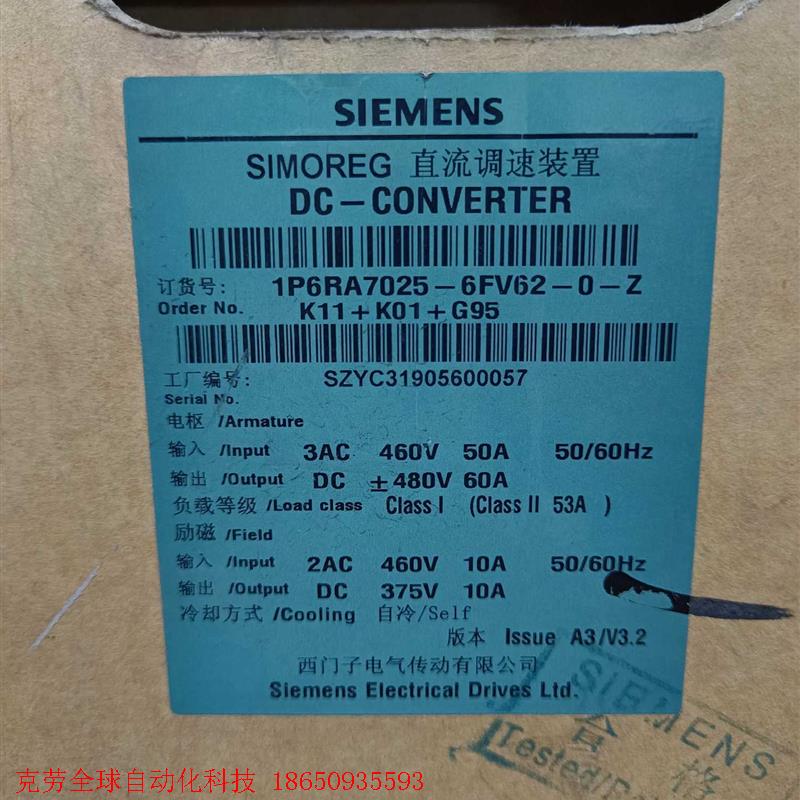 SIEMENS
SIMOREG 直流调速装置
DC-CONVERTER
订货号: 1P6RA7025-6FV62-0-Z
Order No. K11+K01+G95
工厂编号: SZYC31905600057
Serial No.
电枢 /Armature
输入 /Input 3AC 460V 50A 50/60Hz
输出 /Output DC ±480V 60A
负载等级 /Load class Class I (Class II 53A )
励磁 /Field
输入 /Input 2AC 460V 10A 50/60Hz
输出 /Output DC 375V 10A
冷却方式 /Cooling 自冷/Self
版本 Issue A3/V3.2
西门子电气传动有限公司
Siemens Electrical Drives Ltd.
SIEMENS
合格
Tested/
克劳全球自动化科技 18650935593